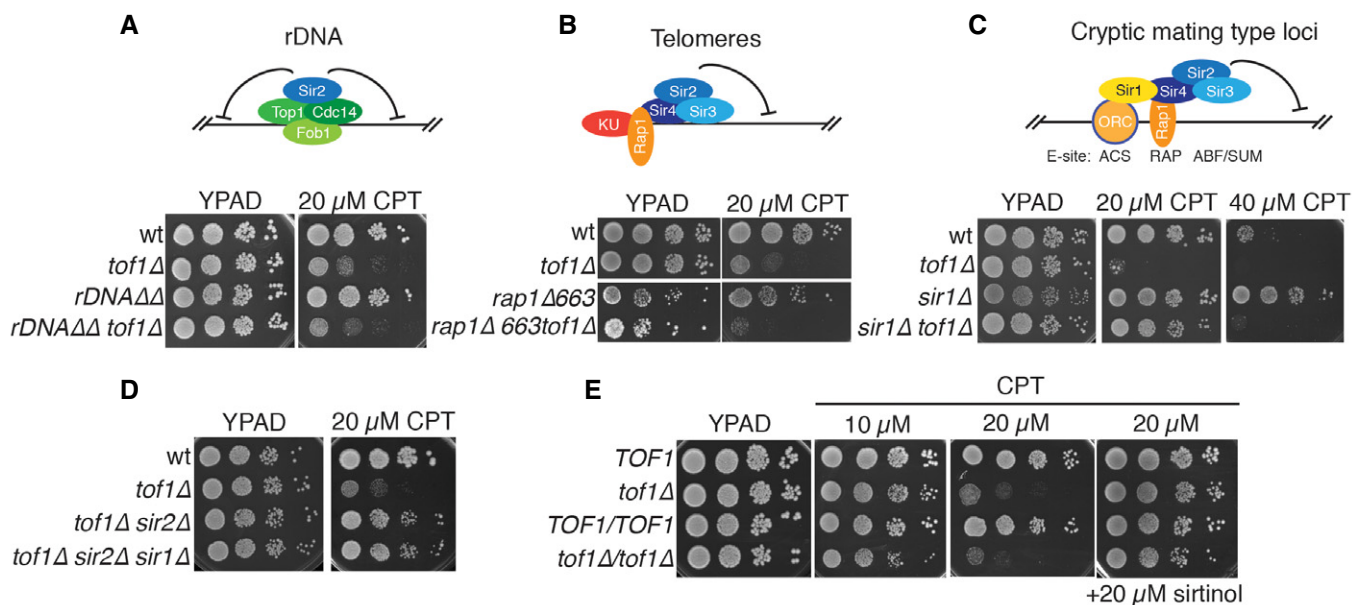 A
rDNA
Sir2
Top1
Cdc14
Fob1
YPAD
20 µM CPT
wt
tof1Δ
rDNAΔΔ
rDNAΔΔ tof1Δ
B
Telomeres
Sir2
Sir4
Sir3
KU
Rap1
YPAD
20 µM CPT
wt
tof1Δ
rap1Δ663
rap1Δ 663tof1Δ
C
Cryptic mating type loci
Sir2
Sir1
Sir4
Sir3
ORC
Rap1
E-site: ACS RAP ABF/SUM
YPAD
20 µM CPT
40 µM CPT
wt
tof1Δ
sir1Δ
sir1Δ tof1Δ
D
YPAD
20 µM CPT
wt
tof1Δ
tof1Δ sir2Δ
tof1Δ sir2Δ sir1Δ
E
CPT
YPAD
10 µM
20 µM
20 µM
TOF1
tof1Δ
TOF1/TOF1
tof1Δ/tof1Δ
+20 µM sirtinol